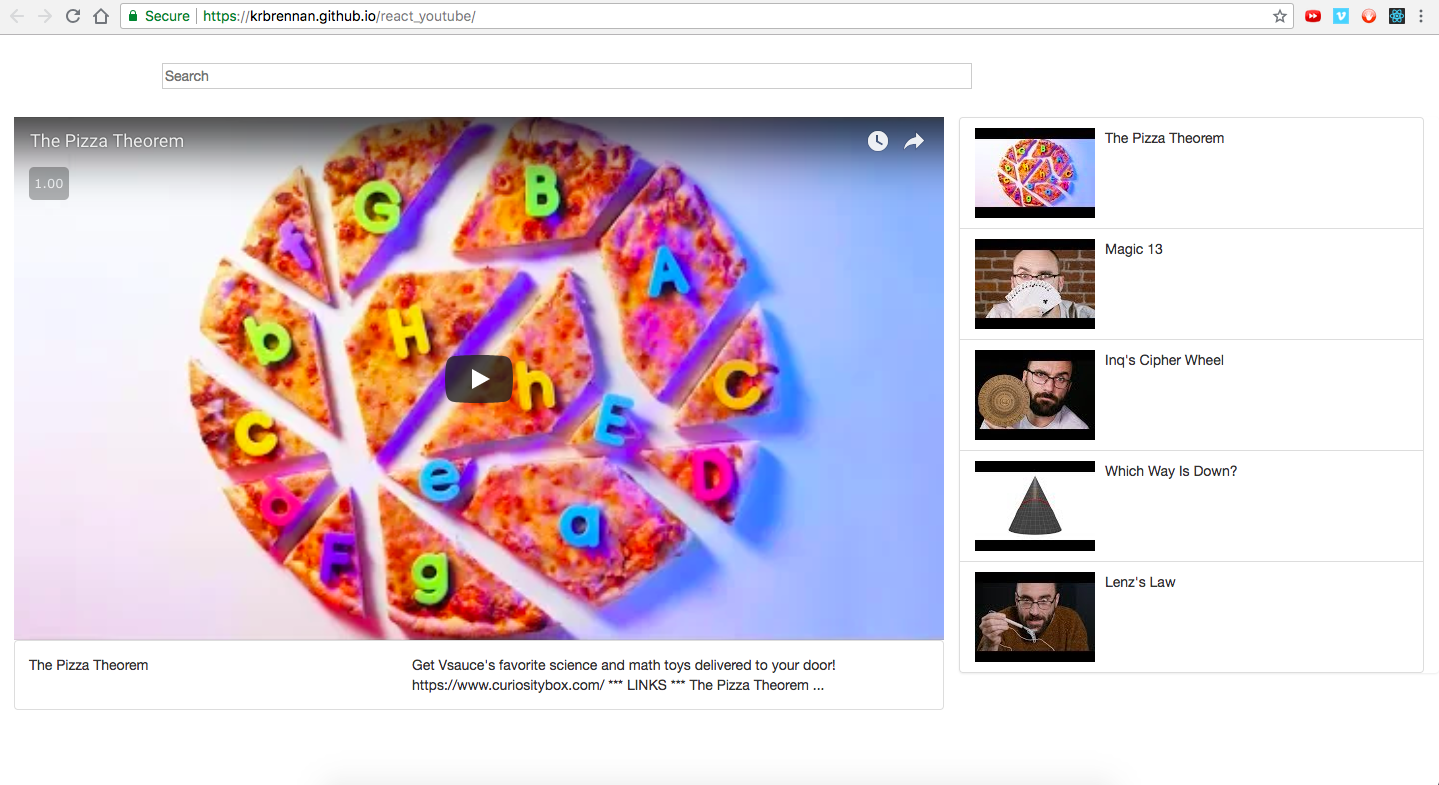 Secure https://krbrennan.github.io/react_youtube/
Search
The Pizza Theorem
1.00
G
B
f
A
H
b
h
C
E
C
e
D
d
a
F
g
The Pizza Theorem
Get Vsauce's favorite science and math toys delivered to your door!
https://www.curiositybox.com/ *** LINKS *** The Pizza Theorem ...
The Pizza Theorem
Magic 13
Inq's Cipher Wheel
Which Way Is Down?
Lenz's Law